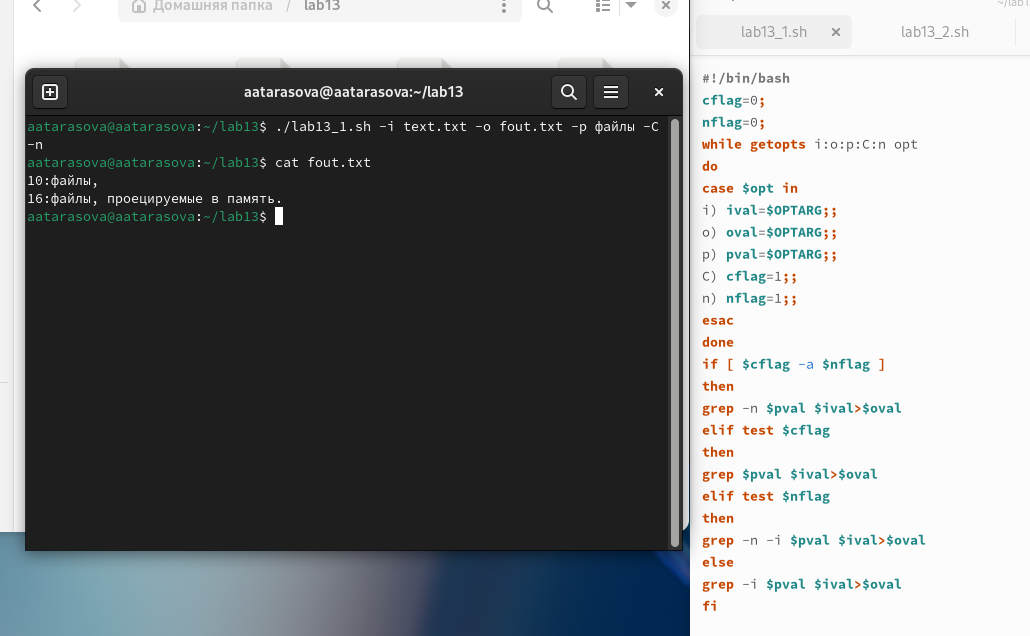 Домашняя папка / lab13
aatarasova@aatarasova:~/lab13
aatarasova@aatarasova:~/lab13$ ./lab13_1.sh -i text.txt -o fout.txt -p файлы -C
-n
aatarasova@aatarasova:~/lab13$ cat fout.txt
10:файлы,
16:файлы, проецируемые в память.
aatarasova@aatarasova:~/lab13$
lab13_1.sh
lab13_2.sh
#!/bin/bash
cflag=0;
nflag=0;
while getopts i:o:p:C:n opt
do
case $opt in
i) ival=$OPTARG;;
o) oval=$OPTARG;;
p) pval=$OPTARG;;
C) cflag=1;;
n) nflag=1;;
esac
done
if [ $cflag -a $nflag ]
then
grep -n $pval $ival>$oval
elif test $cflag
then
grep $pval $ival>$oval
elif test $nflag
then
grep -n -i $pval $ival>$oval
else
grep -i $pval $ival>$oval
fi